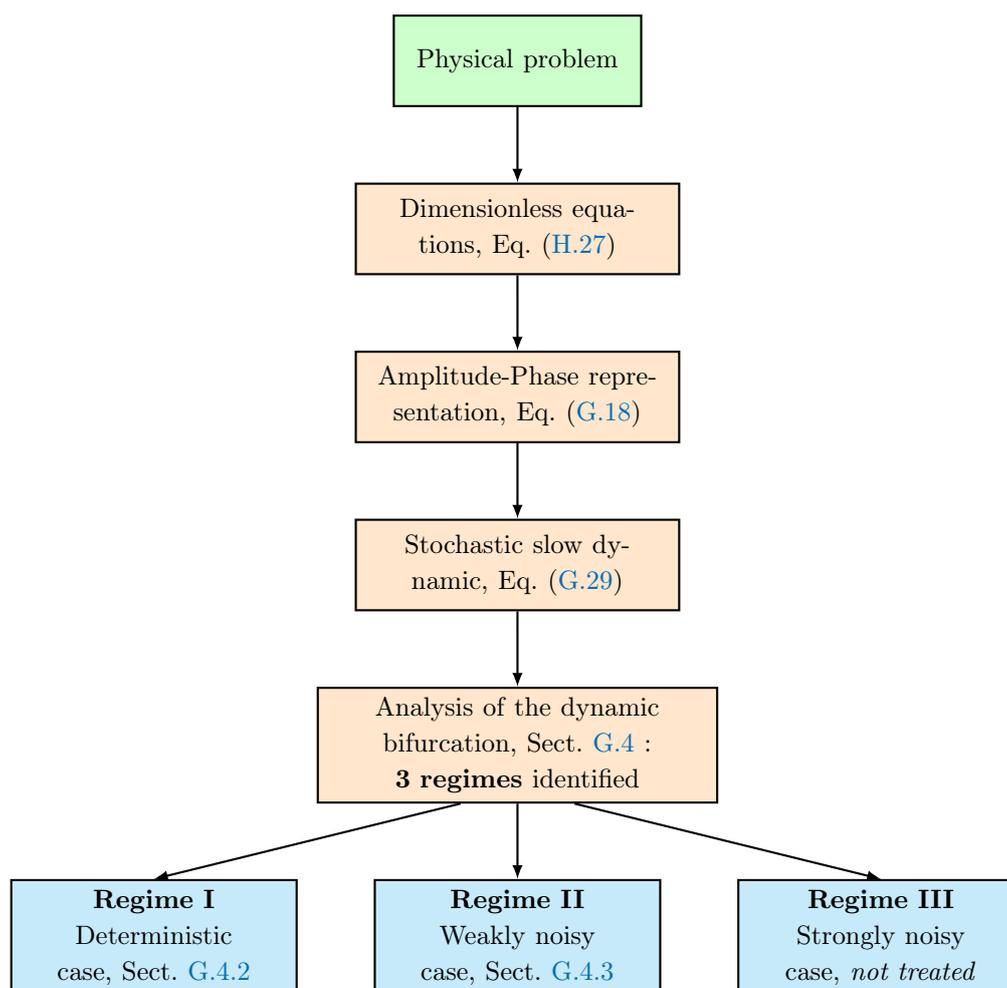 Physical problem
Dimensionless equa-
tions, Eq. (H.27)
Amplitude-Phase repre-
sentation, Eq. (G.18)
Stochastic slow dy-
namic, Eq. (G.29)
Analysis of the dynamic
bifurcation, Sect. G.4 :
3 regimes identified
Regime I
Deterministic
case, Sect. G.4.2
Regime II
Weakly noisy
case, Sect. G.4.3
Regime III
Strongly noisy
case, not treated